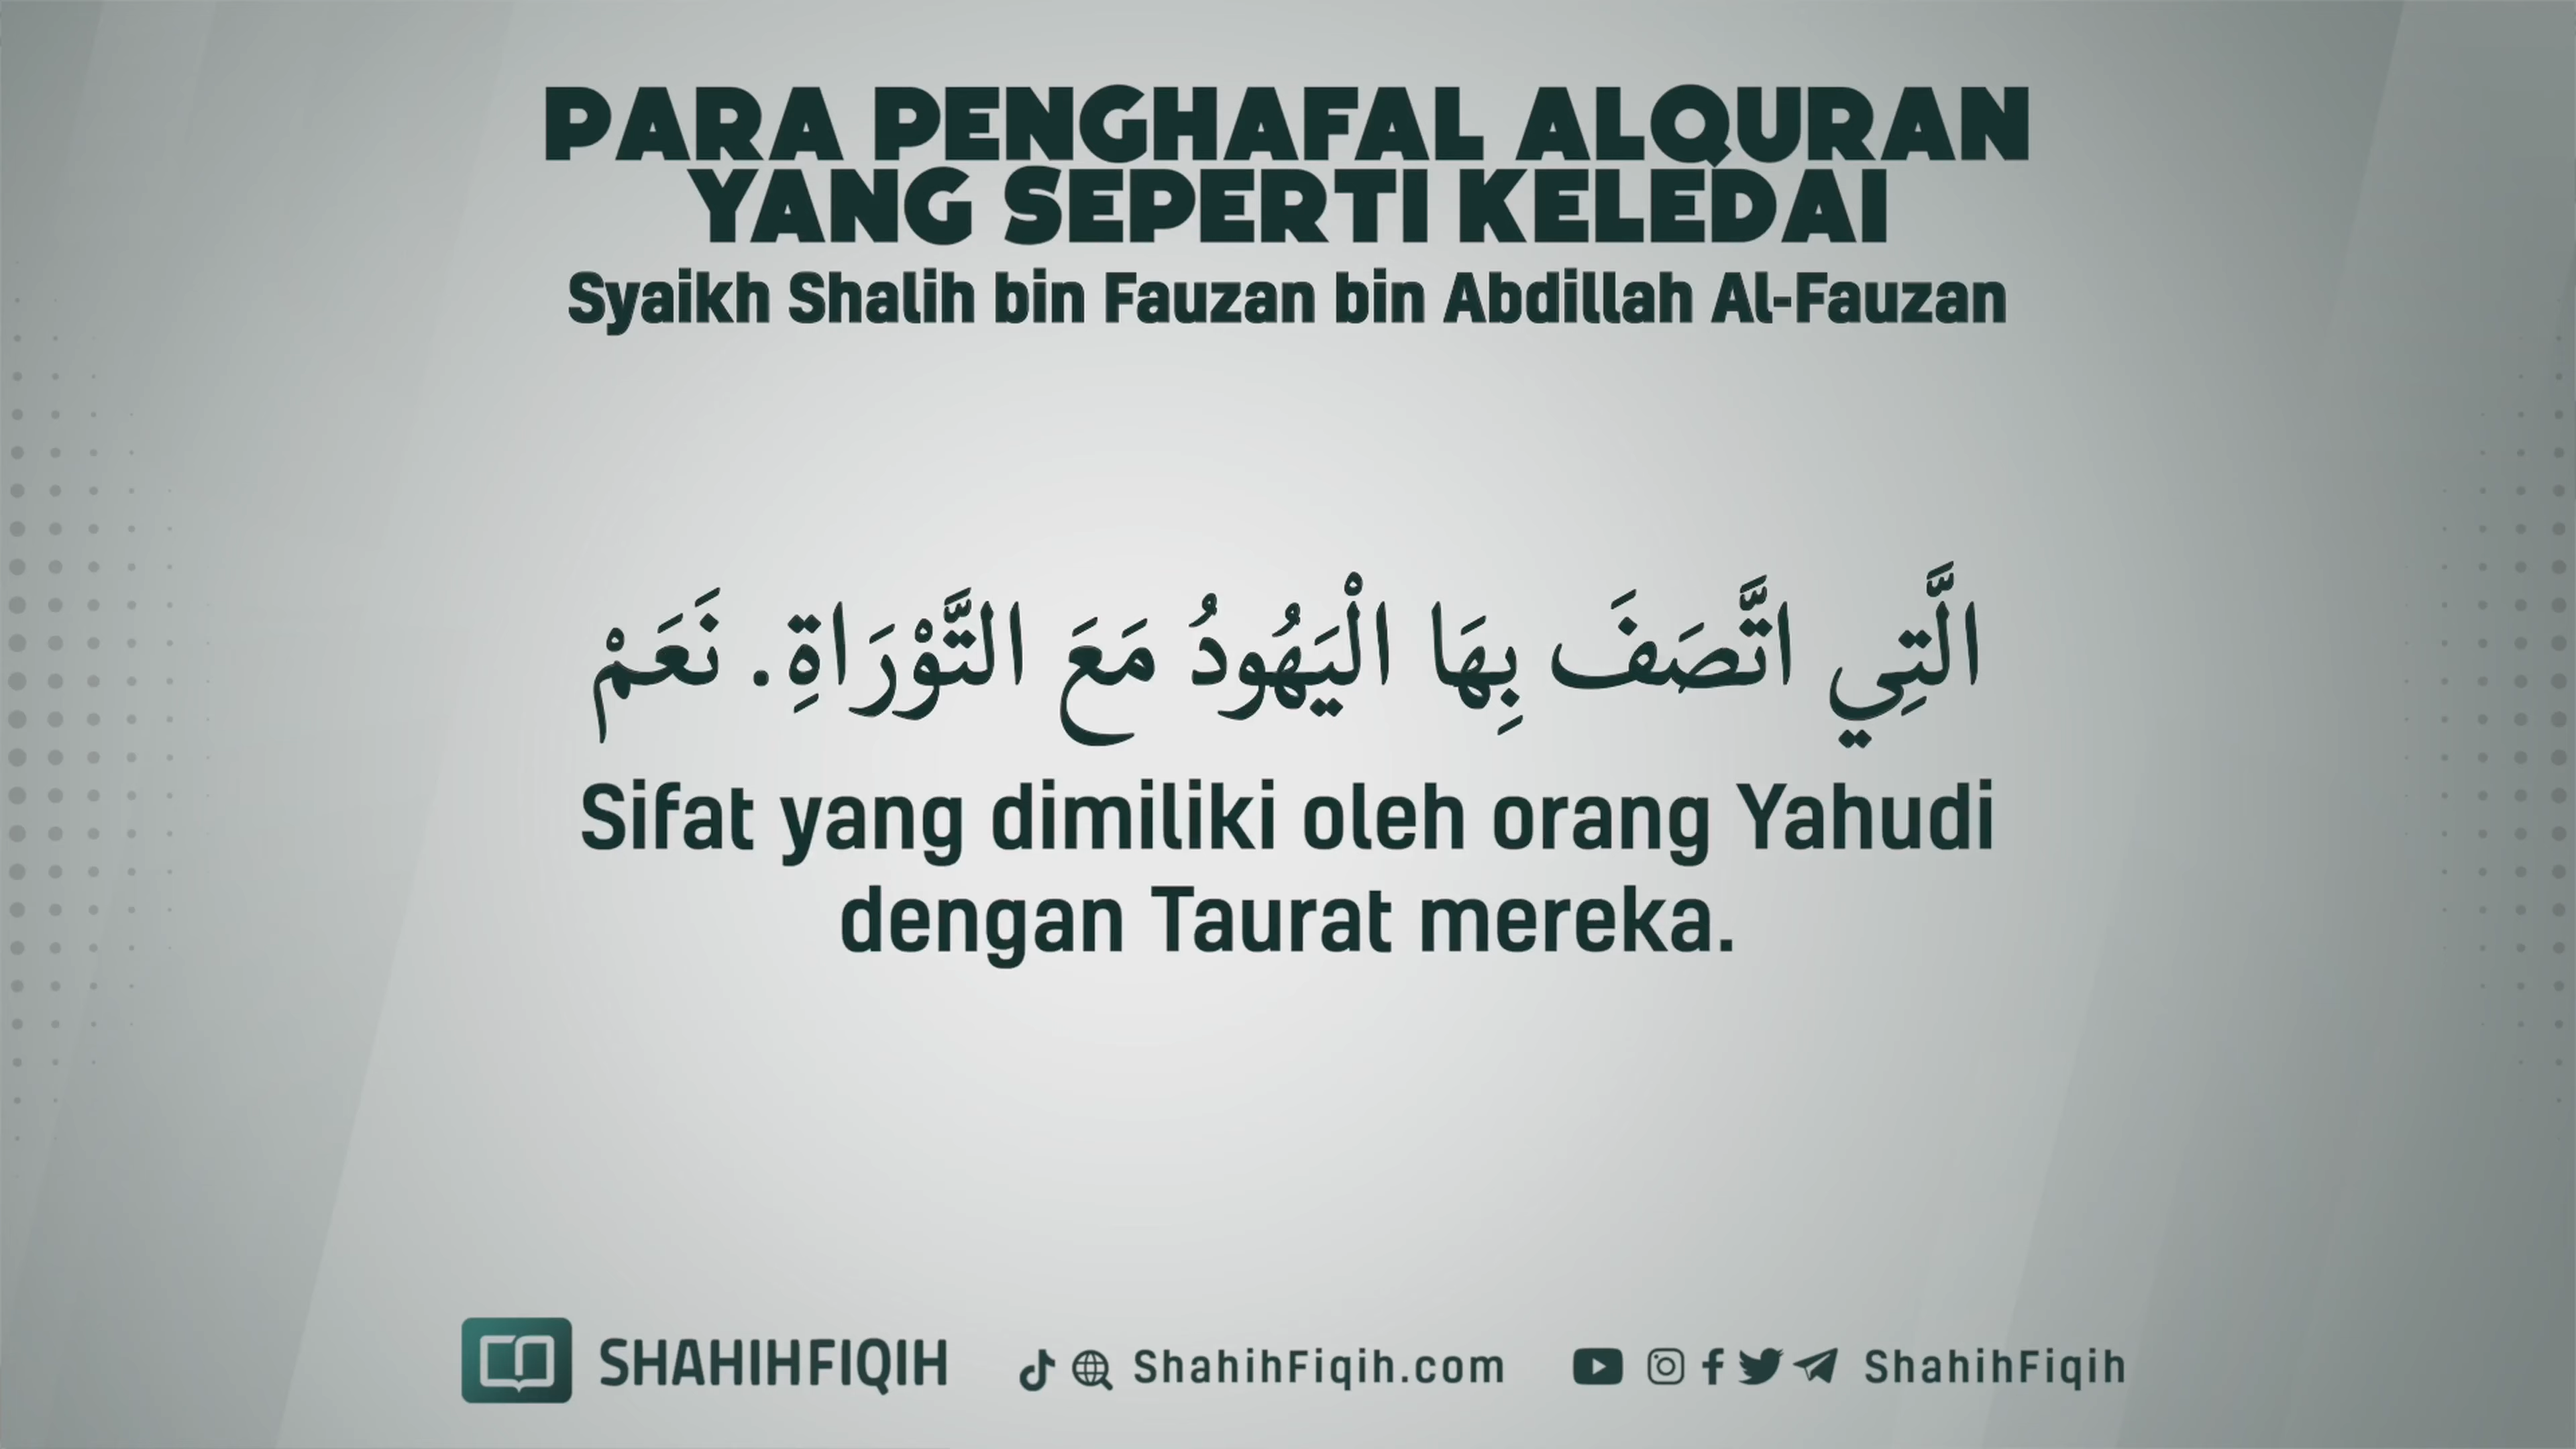 PARA PENGHAFAL ALQURAN
YANG SEPERTI KELEDAI
Syaikh Shalih bin Fauzan bin Abdillah Al-Fauzan
الَّتِي اتَّصَفَ بِهَا الْيَهُودُ مَعَ التَّوْرَاةِ. نَعَمْ
Sifat yang dimiliki oleh orang Yahudi
dengan Taurat mereka.
SHAHIHFIQIH ShahihFiqih.com ShahihFiqih